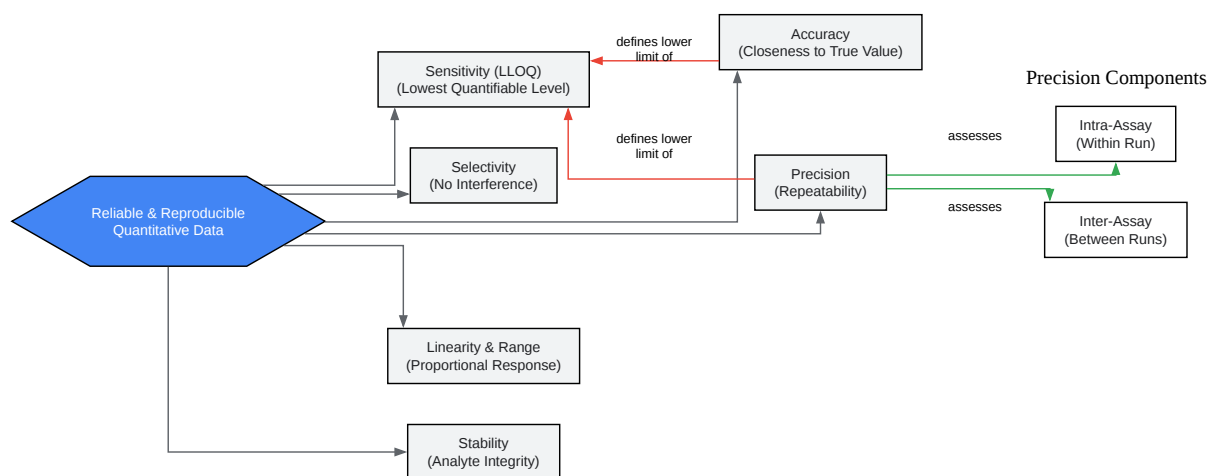 Accuracy
(Closeness to True Value)
defines lower
limit of
Sensitivity (LLOQ)
(Lowest Quantifiable Level)
Precision Components
Intra-Assay
(Within Run)
assesses
defines lower
limit of
Selectivity
(No Interference)
Precision
(Repeatability)
assesses
Inter-Assay
(Between Runs)
Reliable & Reproducible
Quantitative Data
Linearity & Range
(Proportional Response)
Stability
(Analyte Integrity)